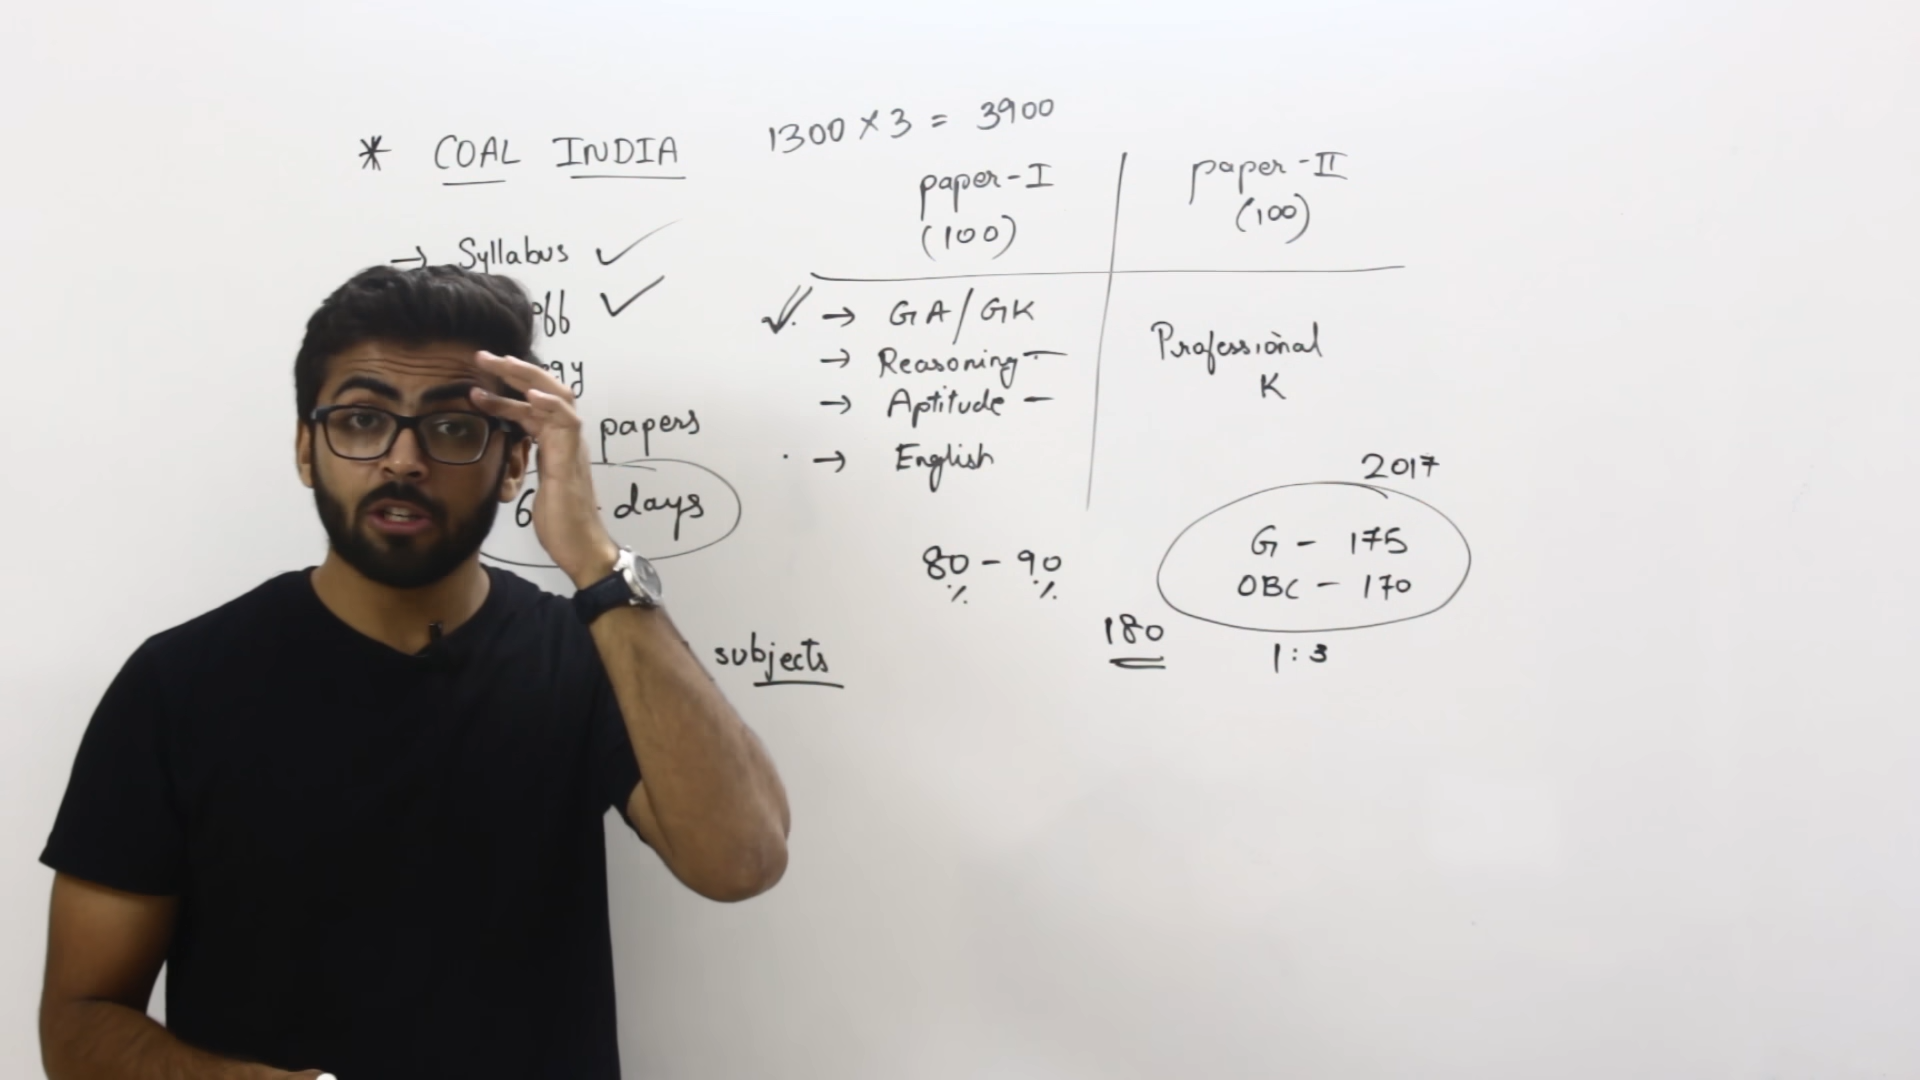 * COAL INDIA
1300 × 3 = 3900
→ Syllabus ✓
✓
papers
days
subjects
paper-I
(100)
→ GA/GK
→ Reasoning
→ Aptitude
→ English
80 - 90
% %
paper-II
(100)
Professional
K
2017
G - 175
OBC - 170
180
1:3